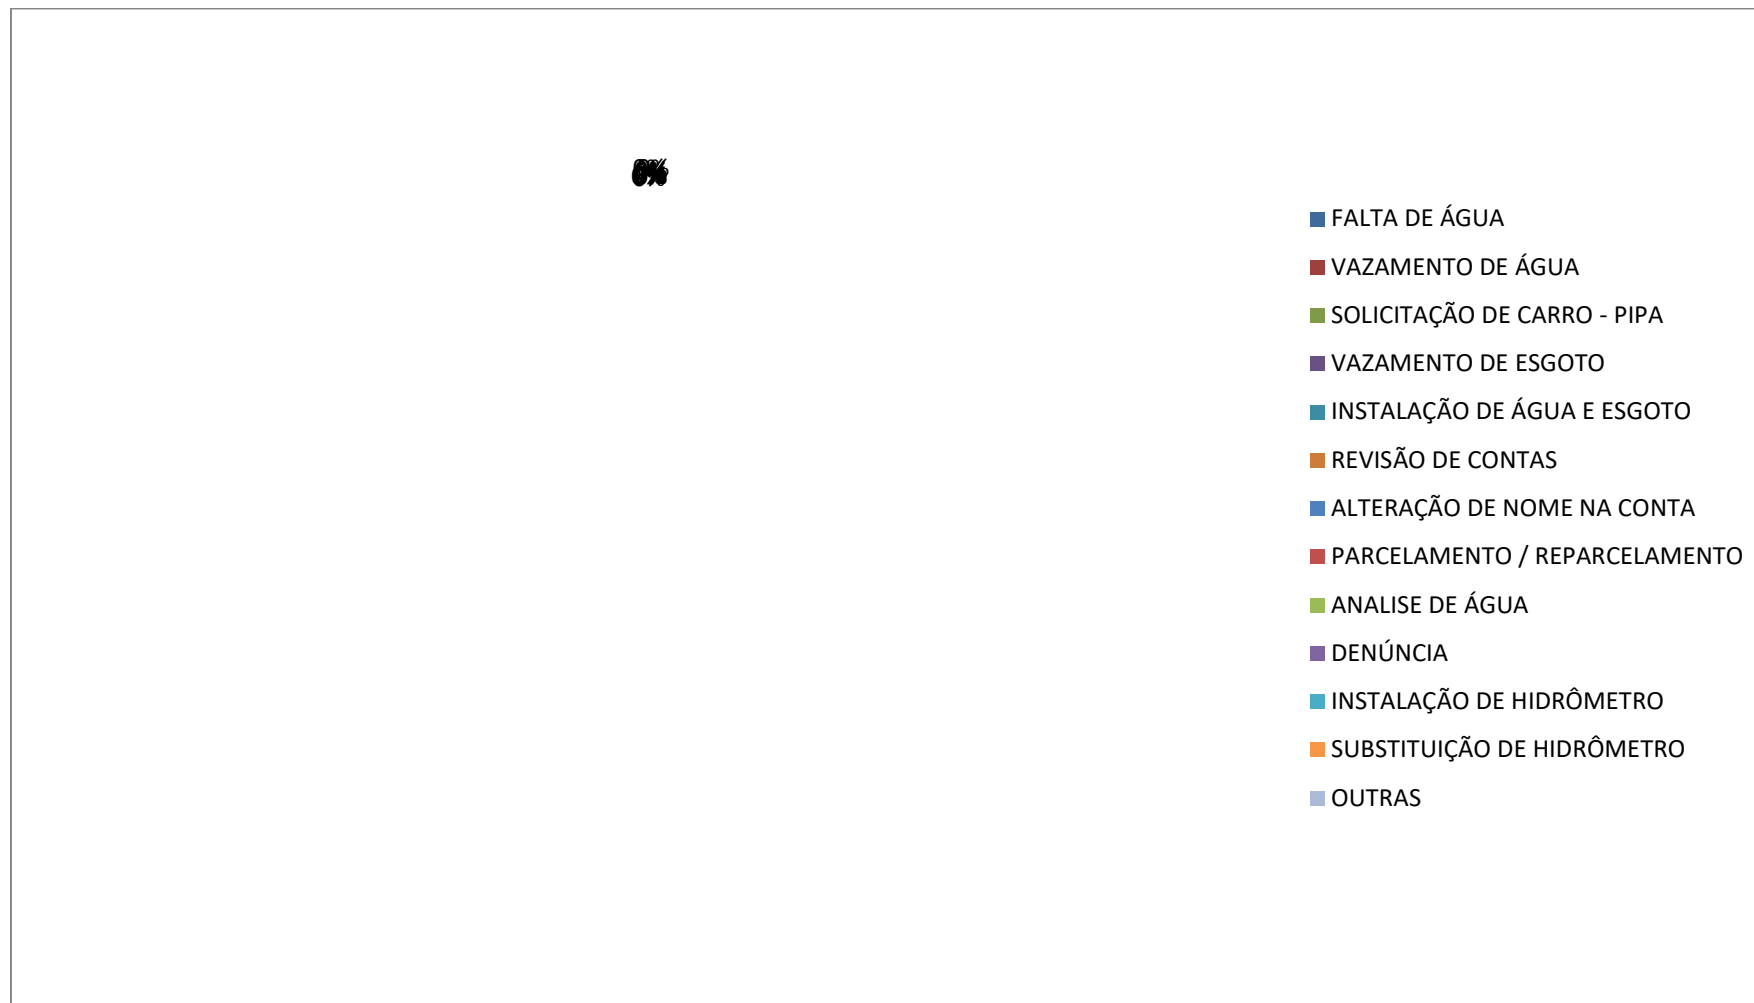 0%
FALTA DE ÁGUA
VAZAMENTO DE ÁGUA
SOLICITAÇÃO DE CARRO - PIPA
VAZAMENTO DE ESGOTO
INSTALAÇÃO DE ÁGUA E ESGOTO
REVISÃO DE CONTAS
ALTERAÇÃO DE NOME NA CONTA
PARCELAMENTO / REPARCELAMENTO
ANALISE DE ÁGUA
DENÚNCIA
INSTALAÇÃO DE HIDRÔMETRO
SUBSTITUIÇÃO DE HIDRÔMETRO
OUTRAS